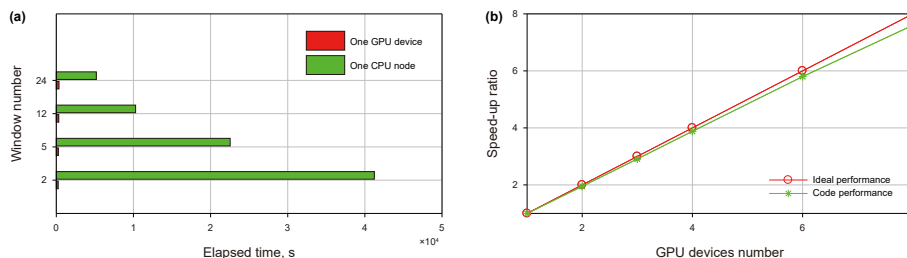 (a)
One GPU device
One CPU node
Window number
24
12
5
2
0
1
2
3
4
5
×10⁴
Elapsed time, s
(b)
Speed-up ratio
8
6
4
2
Ideal performance
Code performance
2
4
6
GPU devices number